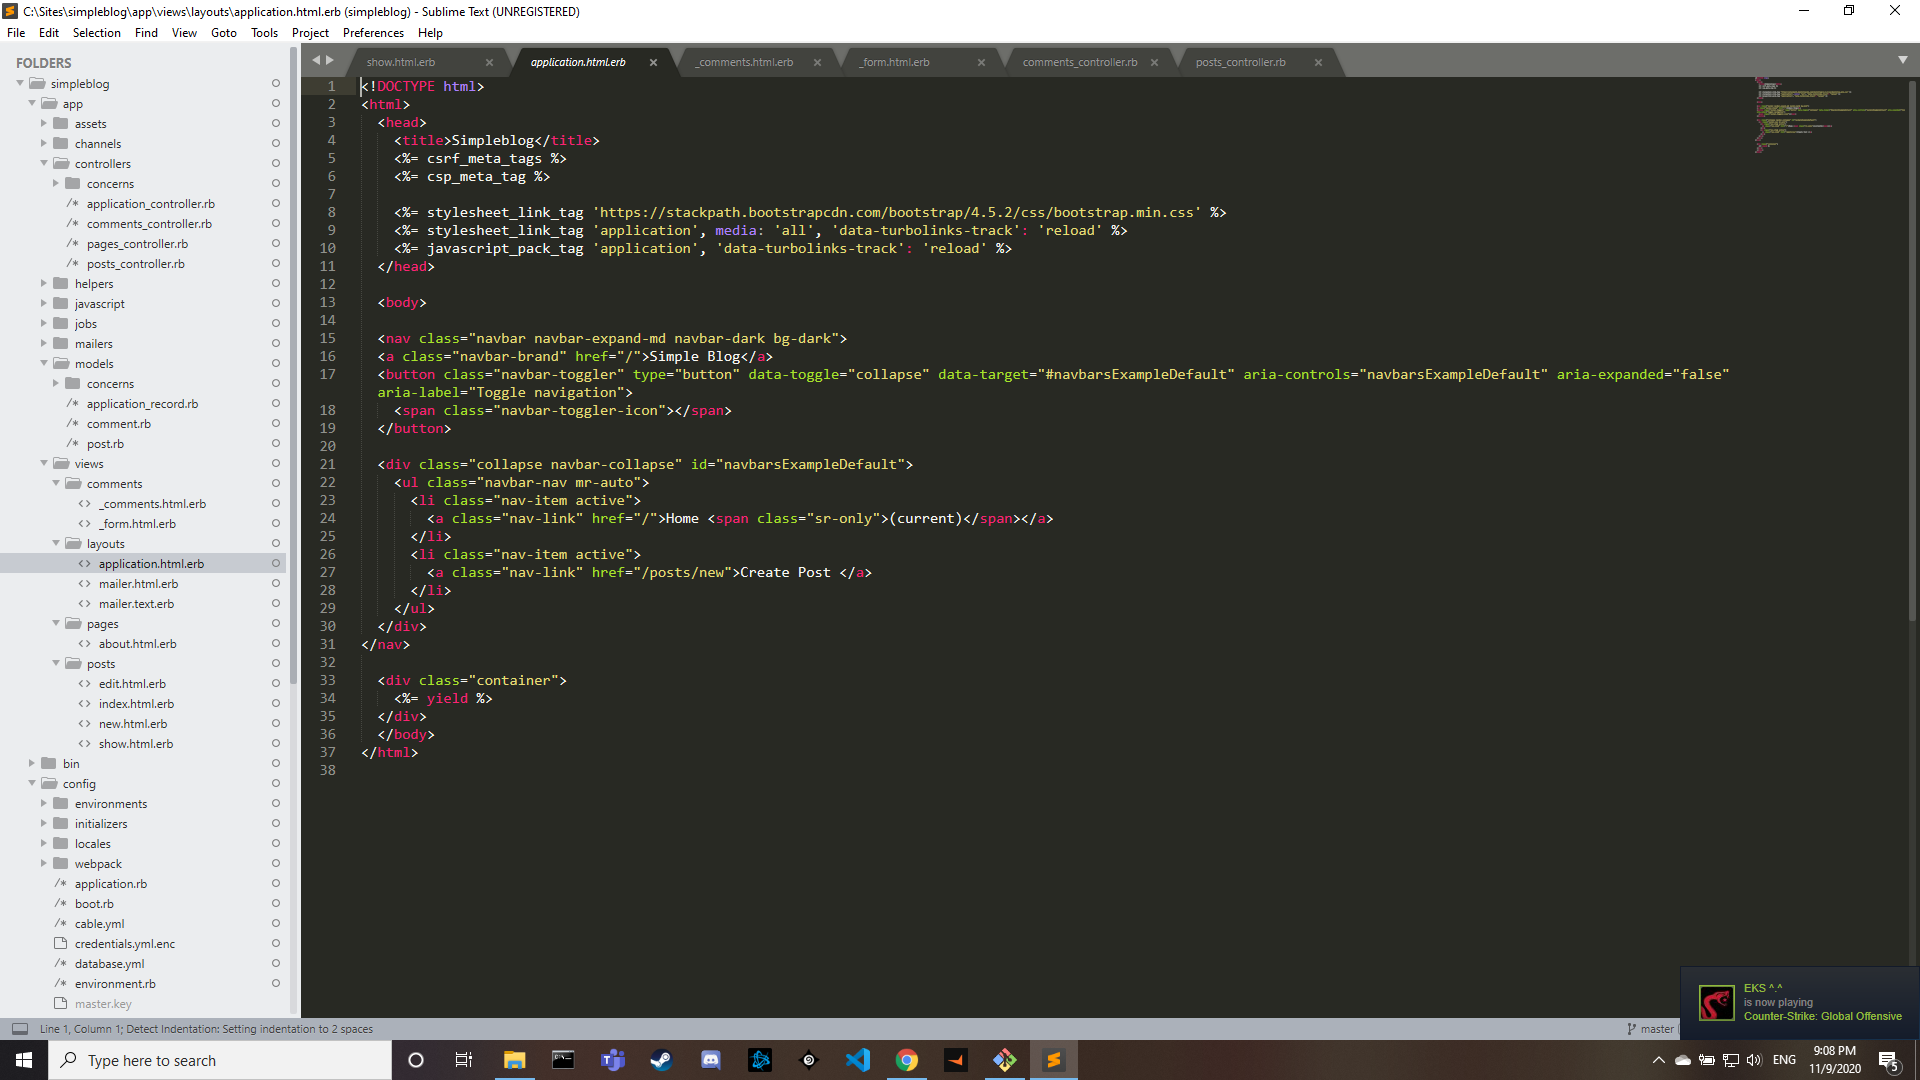 C:\Sites\simpleblog\app\views\layouts\application.html.erb (simpleblog) - Sublime Text (UNREGISTERED)
File Edit Selection Find View Goto Tools Project Preferences Help
FOLDERS
simpleblog
app
assets
channels
controllers
concerns
application_controller.rb
comments_controller.rb
pages_controller.rb
posts_controller.rb
helpers
javascript
jobs
mailers
models
concerns
application_record.rb
comment.rb
post.rb
views
comments
_comments.html.erb
_form.html.erb
layouts
application.html.erb
mailer.html.erb
mailer.text.erb
pages
about.html.erb
posts
edit.html.erb
index.html.erb
new.html.erb
show.html.erb
bin
config
environments
initializers
locales
webpack
application.rb
boot.rb
cable.yml
credentials.yml.enc
database.yml
environment.rb
master.key
show.html.erb application.html.erb _comments.html.erb _form.html.erb comments_controller.rb posts_controller.rb
1 <!DOCTYPE html>
2 <html>
3 <head>
4 <title>Simpleblog</title>
5 <%= csrf_meta_tags %>
6 <%= csp_meta_tag %>
7
8 <%= stylesheet_link_tag 'https://stackpath.bootstrapcdn.com/bootstrap/4.5.2/css/bootstrap.min.css' %>
9 <%= stylesheet_link_tag 'application', media: 'all', 'data-turbolinks-track': 'reload' %>
10 <%= javascript_pack_tag 'application', 'data-turbolinks-track': 'reload' %>
11 </head>
12
13 <body>
14
15 <nav class="navbar navbar-expand-md navbar-dark bg-dark">
16 <a class="navbar-brand" href="/">Simple Blog</a>
17 <button class="navbar-toggler" type="button" data-toggle="collapse" data-target="#navbarsExampleDefault" aria-controls="navbarsExampleDefault" aria-expanded="false"
aria-label="Toggle navigation">
18 <span class="navbar-toggler-icon"></span>
19 </button>
20
21 <div class="collapse navbar-collapse" id="navbarsExampleDefault">
22 <ul class="navbar-nav mr-auto">
23 <li class="nav-item active">
24 <a class="nav-link" href="/">Home <span class="sr-only">(current)</span></a>
25 </li>
26 <li class="nav-item active">
27 <a class="nav-link" href="/posts/new">Create Post </a>
28 </li>
29 </ul>
30 </div>
31 </nav>
32
33 <div class="container">
34 <%= yield %>
35 </div>
36 </body>
37 </html>
38
EKS ^.^
is now playing
Counter-Strike: Global Offensive
Line 1, Column 1; Detect Indentation: Setting indentation to 2 spaces
master
Type here to search
ENG
9:08 PM
11/9/2020
5